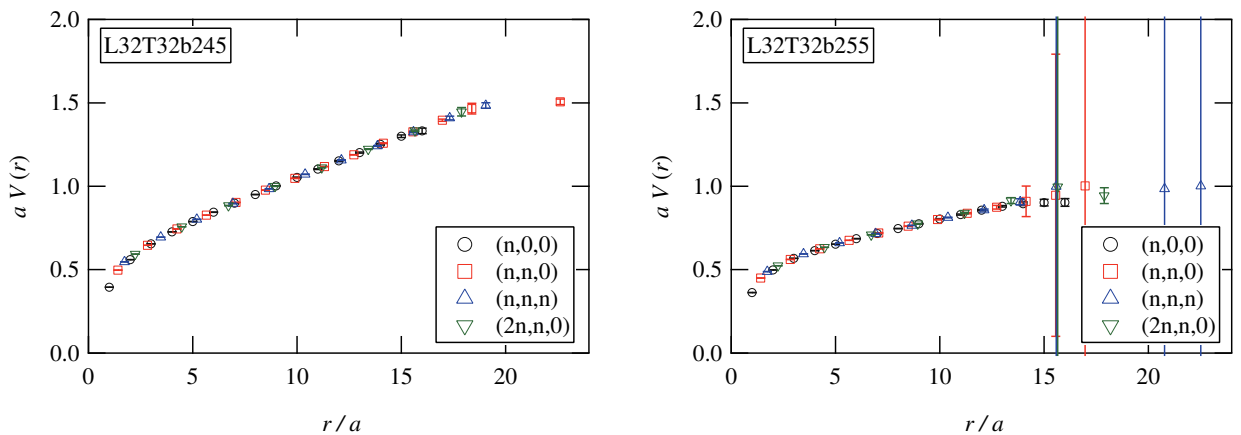 2.0
L32T32b245
1.5
a V(r)
1.0
(n,0,0)
(n,n,0)
0.5
(n,n,n)
(2n,n,0)
0.0
0 5 10 15 20
r / a
2.0
L32T32b255
1.5
a V(r)
1.0
(n,0,0)
(n,n,0)
0.5
(n,n,n)
(2n,n,0)
0.0
0 5 10 15 20
r / a